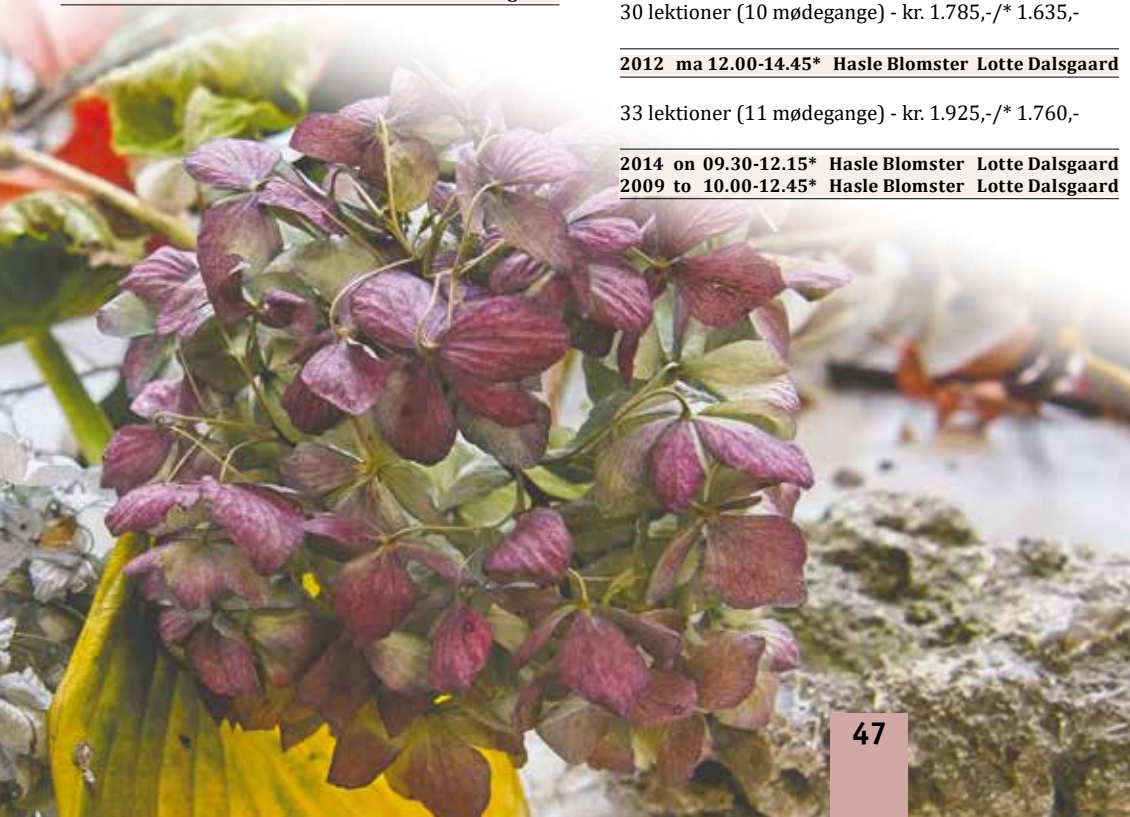 30 lektioner (10 mødegange) - kr. 1.785,-/* 1.635,-
2012 ma 12.00-14.45* Hasle Blomster Lotte Dalsgaard
33 lektioner (11 mødegange) - kr. 1.925,-/* 1.760,-
2014 on 09.30-12.15* Hasle Blomster Lotte Dalsgaard
2009 to 10.00-12.45* Hasle Blomster Lotte Dalsgaard
47